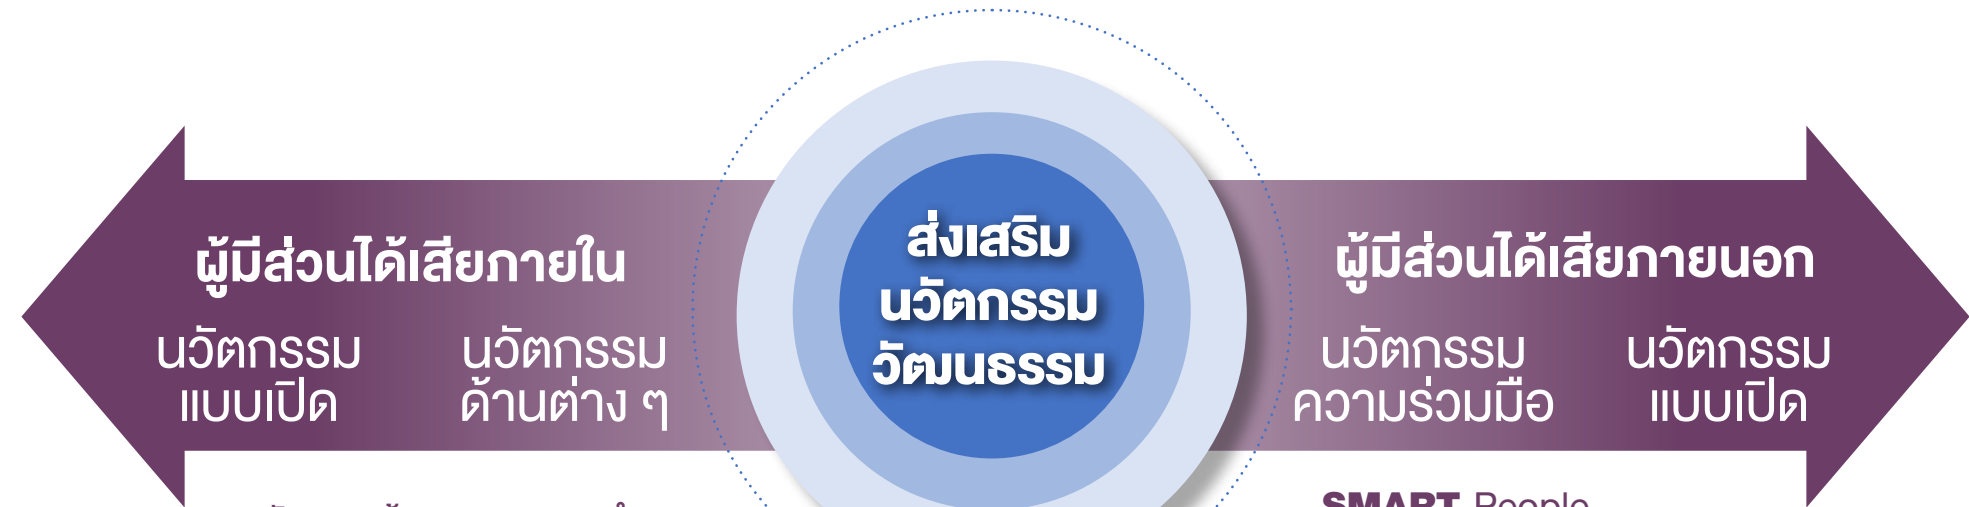 ส่งเสริม
นวัตกรรม
วัฒนธรรม
ผู้มีส่วนได้เสียภายใน
นวัตกรรม
แบบเปิด
นวัตกรรม
ด้านต่าง ๆ
ผู้มีส่วนได้เสียภายนอก
นวัตกรรม
ความร่วมมือ
นวัตกรรม
แบบเปิด
SMART People